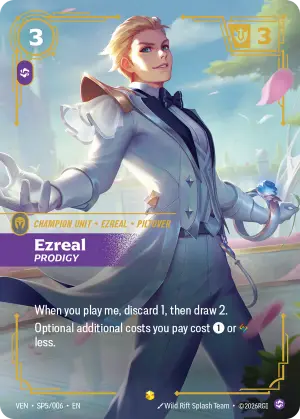 3
3
CHAMPION UNIT • EZREAL • PILTOVER
Ezreal
PRODIGY
When you play me, discard 1, then draw 2.
Optional additional costs you pay cost 1 or
less.
VEN • SP5/006 • EN
Wild Rift Splash Team
©2026RGI